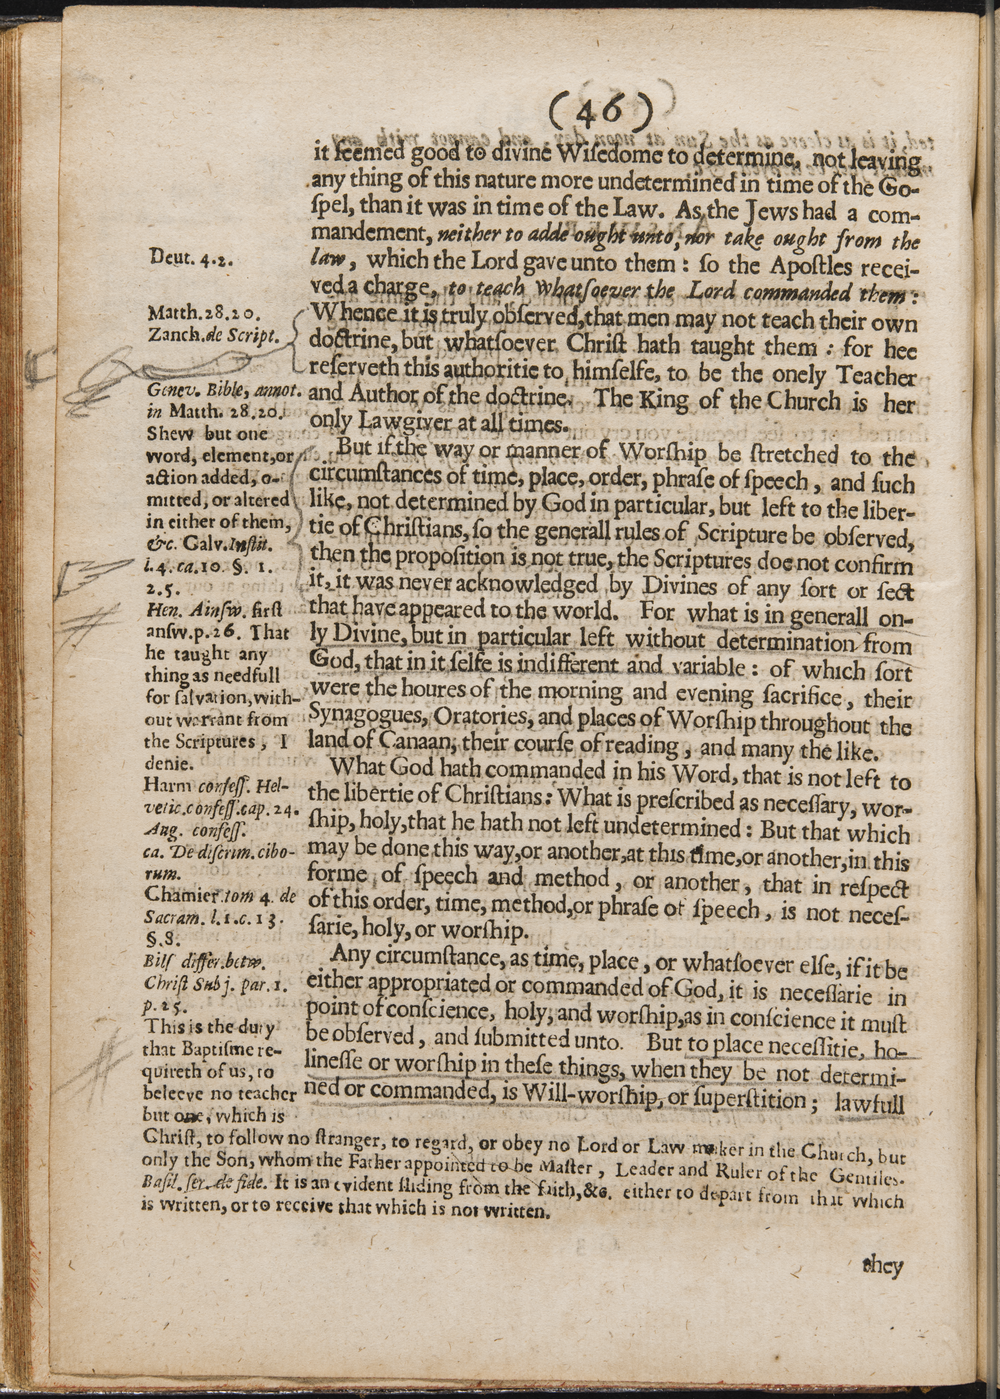 (46)
it seemed good to divine Wisedome to determine, not leaving
any thing of this nature more undetermined in time of the Go-
spel, than it was in time of the Law. As the Jews had a com-
mandement, neither to adde ought unto, nor take ought from the
law, which the Lord gave unto them: so the Apostles recei-
ved a charge, to teach whatsoever the Lord commanded them:
Whence it is truly observed, that men may not teach their own
doctrine, but whatsoever Christ hath taught them: for hee
reserveth this authoritie to himselfe, to be the onely Teacher
and Author of the doctrine. The King of the Church is her
only Lawgiver at all times.
But if the way or manner of Worship be stretched to the
circumstances of time, place, order, phrase of speech, and such
like, not determined by God in particular, but left to the liber-
tie of Christians, so the generall rules of Scripture be observed,
then the proposition is not true, the Scriptures doe not confirm
it, it was never acknowledged by Divines of any sort or sect
that have appeared to the world. For what is in generall on-
ly Divine, but in particular left without determination from
God, that in it selfe is indifferent and variable: of which sort
were the houres of the morning and evening sacrifice, their
Synagogues, Oratories, and places of Worship throughout the
land of Canaan, their course of reading, and many the like.
What God hath commanded in his Word, that is not left to
the libertie of Christians: What is prescribed as necessary, wor-
ship, holy, that he hath not left undetermined: But that which
may be done this way, or another, at this time, or another, in this
forme of speech and method, or another, that in respect
of this order, time, method, or phrase of speech, is not neces-
sarie, holy, or worship.
Any circumstance, as time, place, or whatsoever else, if it be
either appropriated or commanded of God, it is necessarie in
point of conscience, holy, and worship, as in conscience it must
be observed, and submitted unto. But to place necessitie, ho-
linesse or worship in these things, when they be not determi-
ned or commanded, is Will-worship, or superstition; lawfull
Deut. 4.2.
Matth. 28.20.
Zanch. de Script.
Genev. Bible, annot.
in Matth. 28.20.
Shew but one
word, element, or
action added, o-
mitted, or altered
in either of them,
&c. Calv. Instit.
l.4. ca. 10. §. 1.
2.5.
Hen. Ainsw. first
answ. p. 26. That
he taught any
thing as needfull
for salvation, with-
out warrant from
the Scriptures, I
denie.
Harm confess. Hel-
vetic. confess. cap. 24.
Aug. confess.
ca. De discrim. cibo-
rum.
Chamier. tom 4. de
Sacram. l. 1. c. 13.
§.8.
Bils differ. betw.
Christ Subj. par. 1.
p. 25.
This is the duty
that Baptisme re-
quireth of us, to
beleeve no teacher
but one, which is
Christ, to follow no stranger, to regard, or obey no Lord or Law maker in the Church, but
only the Son, whom the Father appointed to be Master, Leader and Ruler of the Gentiles.
Basil. ser. de fide. It is an evident sliding from the faith, &c. either to depart from that which
is written, or to receive that which is not written.
they